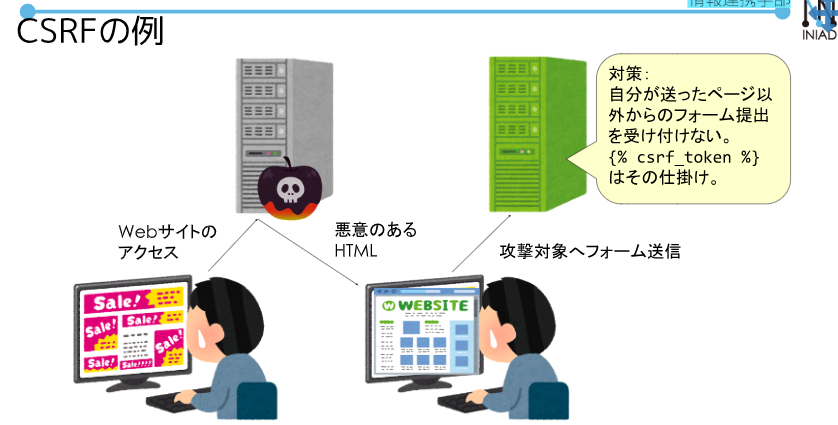 情報連携学部
INIAD
CSRFの例
対策：
自分が送ったページ以
外からのフォーム提出
を受け付けない。
{% csrf_token %}
はその仕掛け。
Webサイトの
アクセス
悪意のある
HTML
攻撃対象へフォーム送信
Sale!
Sale!
Sale!
Sale!
Sale!
Sale!!!!
WEBSITE